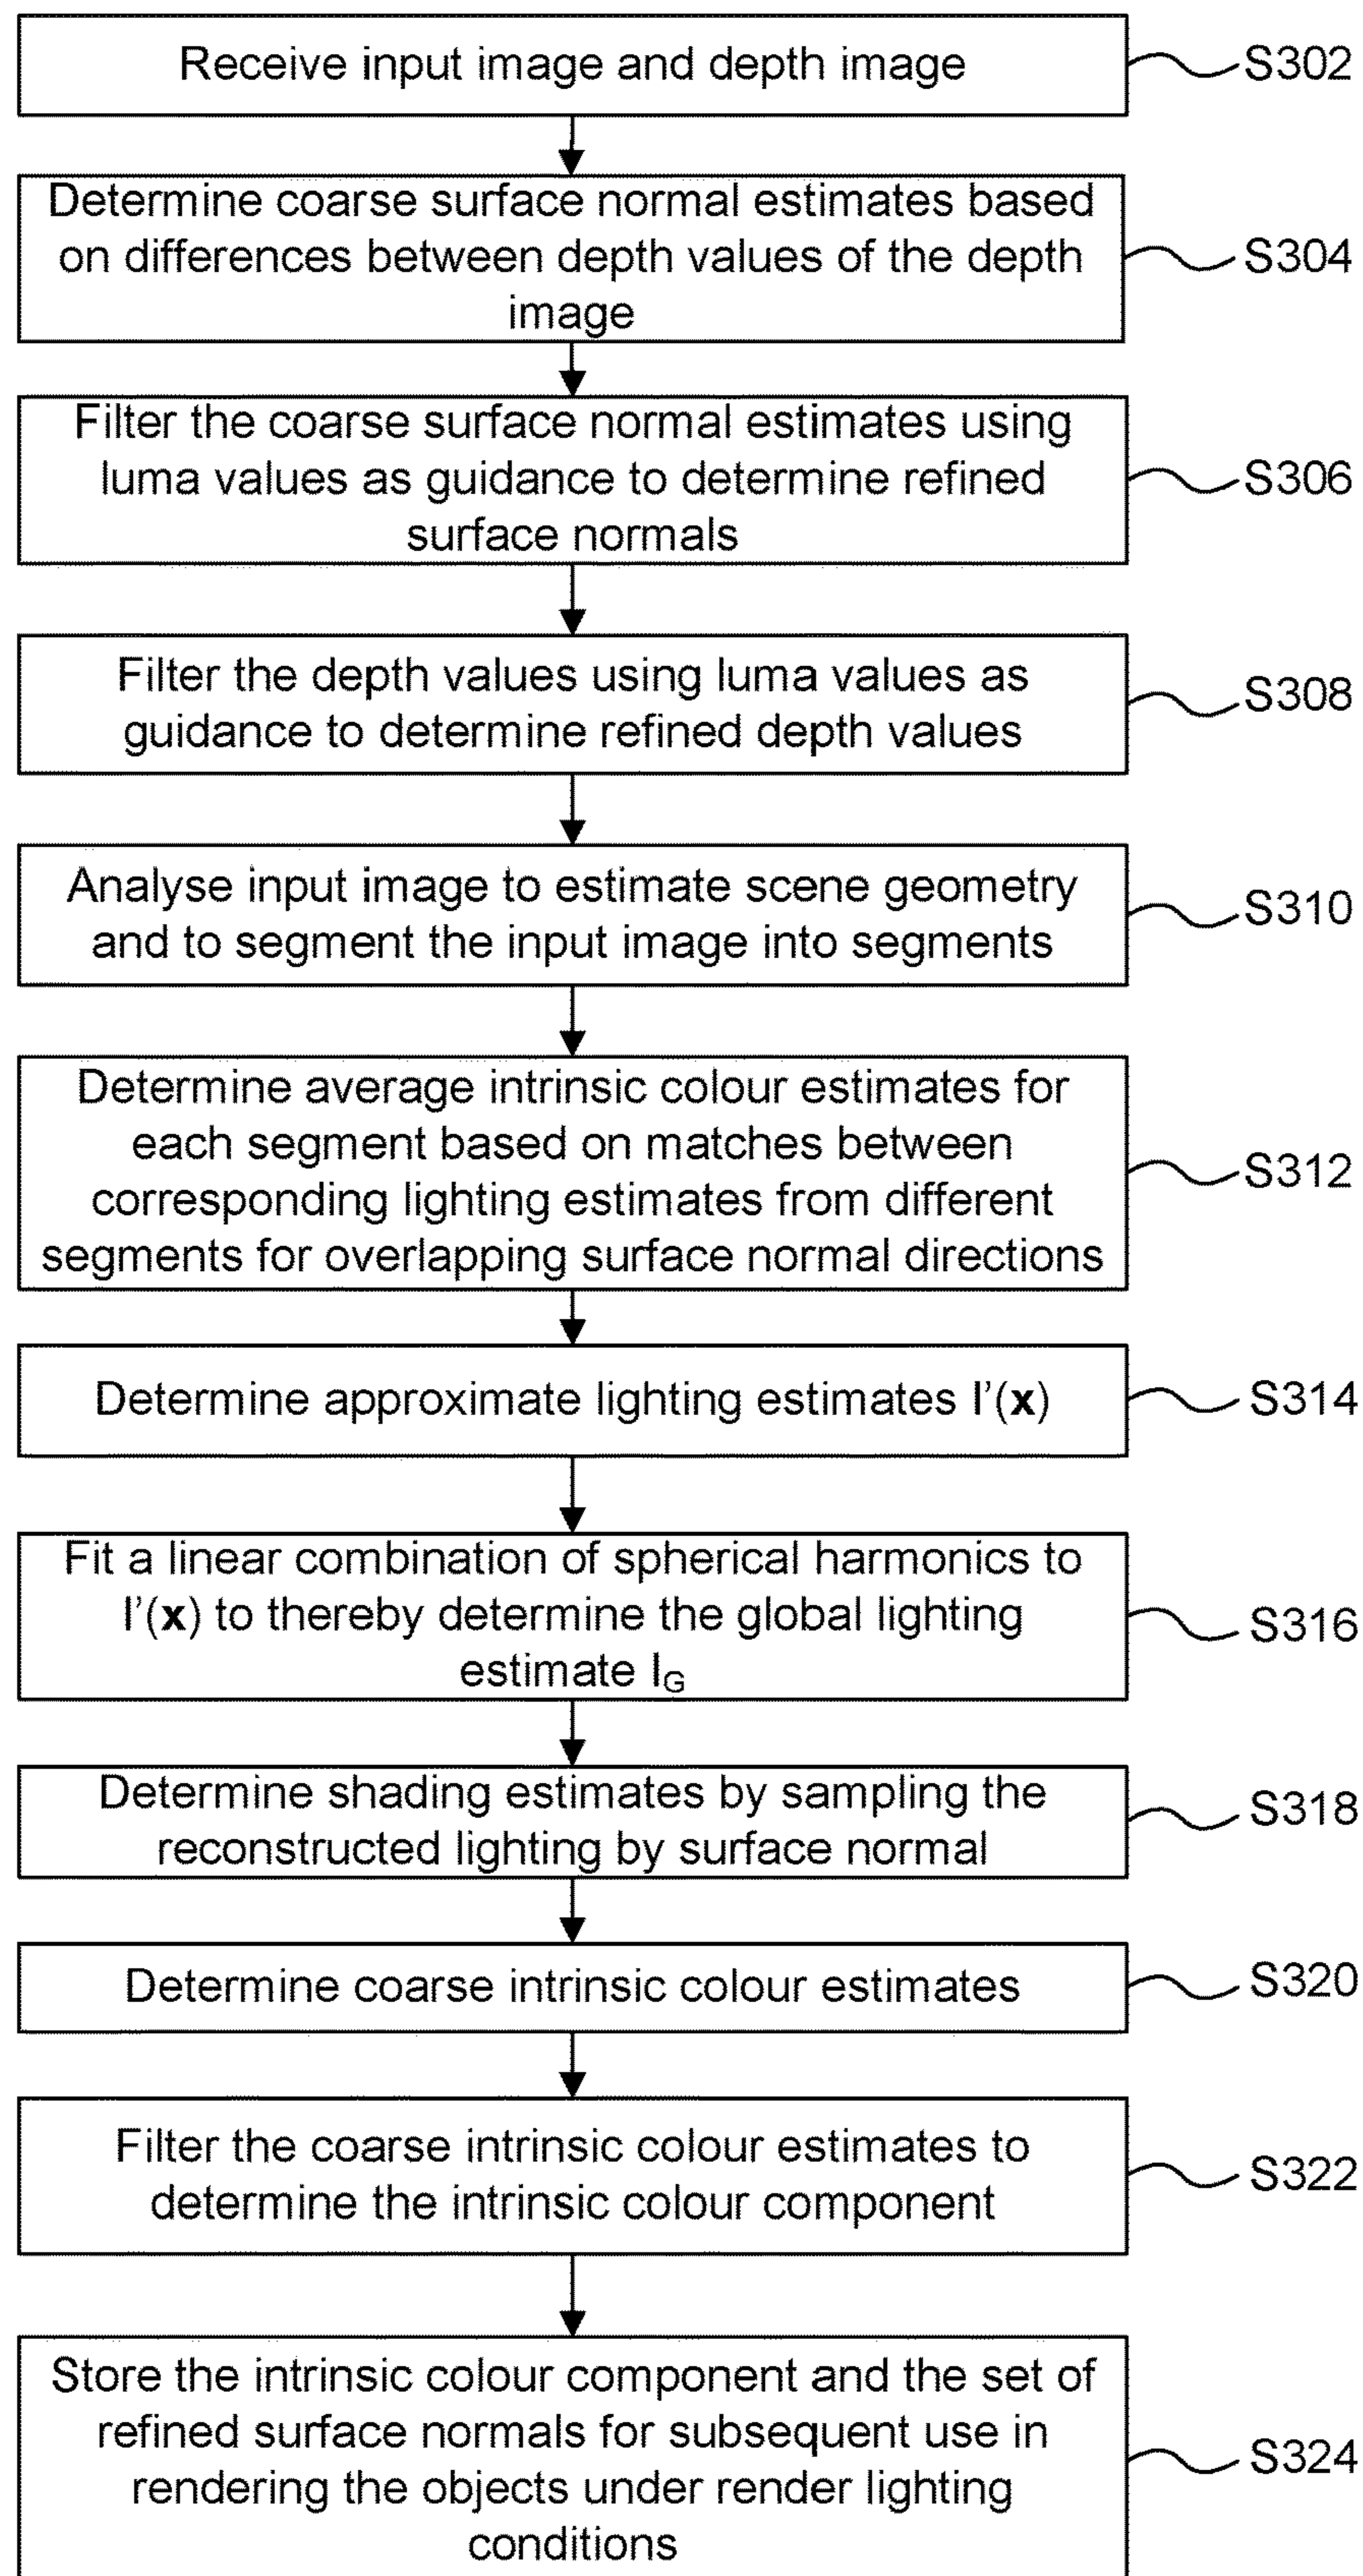 Receive input image and depth image
S302
Determine coarse surface normal estimates based
on differences between depth values of the depth
image
S304
Filter the coarse surface normal estimates using
luma values as guidance to determine refined
surface normals
S306
Filter the depth values using luma values as
guidance to determine refined depth values
S308
Analyse input image to estimate scene geometry
and to segment the input image into segments
S310
Determine average intrinsic colour estimates for
each segment based on matches between
corresponding lighting estimates from different
segments for overlapping surface normal directions
S312
Determine approximate lighting estimates I'(x)
S314
Fit a linear combination of spherical harmonics to
I'(x) to thereby determine the global lighting
estimate I_G
S316
Determine shading estimates by sampling the
reconstructed lighting by surface normal
S318
Determine coarse intrinsic colour estimates
S320
Filter the coarse intrinsic colour estimates to
determine the intrinsic colour component
S322
Store the intrinsic colour component and the set of
refined surface normals for subsequent use in
rendering the objects under render lighting
conditions
S324